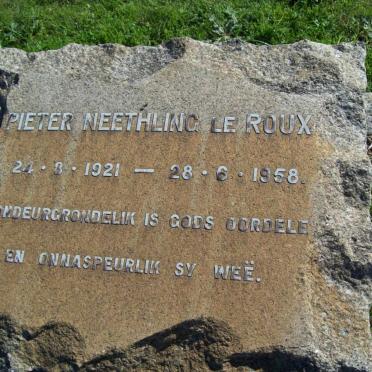 PIETER NEETHLING LE ROUX
24·8·1921 — 28·6·1958.
ONDEURGRONDELIK IS GODS OORDELE
EN ONNASPEURLIK SY WEË.